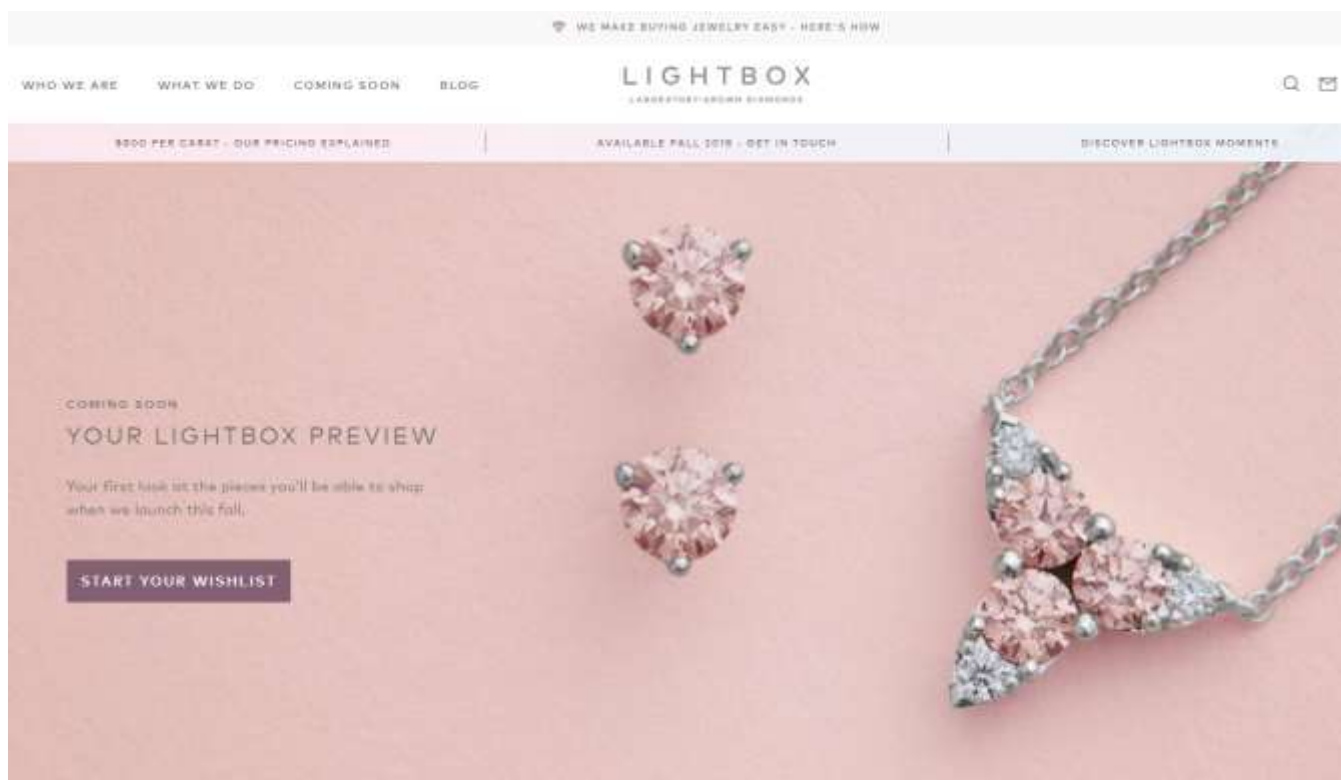 WE MAKE BUYING JEWELRY EASY - HERE'S HOW
WHO WE ARE
WHAT WE DO
COMING SOON
BLOG
LIGHTBOX
LABORATORY-GROWN DIAMONDS
PER CARAT - OUR PRICING EXPLAINED
AVAILABLE FALL - GET IN TOUCH
DISCOVER LIGHTBOX MOMENTS
COMING SOON
YOUR LIGHTBOX PREVIEW
Your first look at the pieces you'll be able to shop
when we launch this fall.
START YOUR WISHLIST